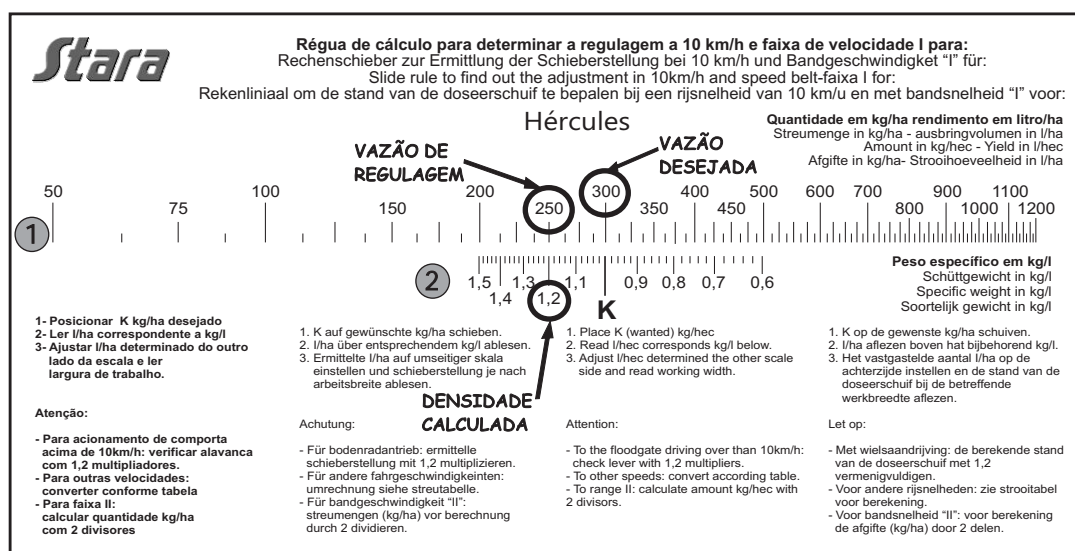 Stara
Régua de cálculo para determinar a regulagem a 10 km/h e faixa de velocidade I para:
Rechenschieber zur Ermittlung der Schieberstellung bei 10 km/h und Bandgeschwindigket “I” für:
Slide rule to find out the adjustment in 10km/h and speed belt-faixa I for:
Rekenliniaal om de stand van de doseerschuif te bepalen bij een rijsnelheid van 10 km/u en met bandsnelheid “I” voor:
Hércules
Quantidade em kg/ha rendimento em litro/ha
Streumenge in kg/ha - ausbringvolumen in l/ha
Amount in kg/hec - Yield in l/hec
Afgifte in kg/ha- Strooihoeveelheid in l/ha
VAZÃO DE
REGULAGEM
VAZÃO
DESEJADA
50 100 200 300 400 500 600 700 900 1100
75 150 250 350 450 800 1000 1200
1
2
1,5 1,3 1,1 0,9 0,8 0,7 0,6
1,4 1,2 K
Peso específico em kg/l
Schüttgewicht in kg/l
Specific weight in kg/l
Soortelijk gewicht in kg/l
1- Posicionar K kg/ha desejado
2- Ler l/ha correspondente a kg/l
3- Ajustar l/ha determinado do outro
lado da escala e ler
largura de trabalho.
Atenção:
- Para acionamento de comporta
acima de 10km/h: verificar alavanca
com 1,2 multipliadores.
- Para outras velocidades:
converter conforme tabela
- Para faixa II:
calcular quantidade kg/ha
com 2 divisores
1. K auf gewünschte kg/ha schieben.
2. l/ha über entsprechendem kg/l ablesen.
3. Ermittelte l/ha auf umseitiger skala
einstellen und schieberstellung je nach
arbeitsbreite ablesen.
DENSIDADE
CALCULADA
Achutung:
- Für bodenradantrieb: ermittelte
schieberstellung mit 1,2 multiplizieren.
- Für andere fahrgeschwindigkeinten:
umrechnung siehe streutabelle.
- Für bandgeschwindigkeit “II”:
streumengen (kg/ha) vor berechnung
durch 2 dividieren.
1. Place K (wanted) kg/hec
2. Read l/hec corresponds kg/l below.
3. Adjust l/hec determined the other scale
side and read working width.
Attention:
- To the floodgate driving over than 10km/h:
check lever with 1,2 multipliers.
- To other speeds: convert according table.
- To range II: calculate amount kg/hec with
2 divisors.
1. K op de gewenste kg/ha schuiven.
2. l/ha aflezen boven hat bijbehorend kg/l.
3. Het vastgastelde aantal l/ha op de
achterzijde instellen en de stand van de
doseerschuif bij de betreffende
werkbreedte aflezen.
Let op:
- Met wielsaandrijving: de berekende stand
van de doseerschuif met 1,2
vermenigvuldigen.
- Voor andere rijsnelheden: zie strooitabel
voor berekening.
- Voor bandsnelheid “II”: voor berekening
de afgifte (kg/ha) door 2 delen.